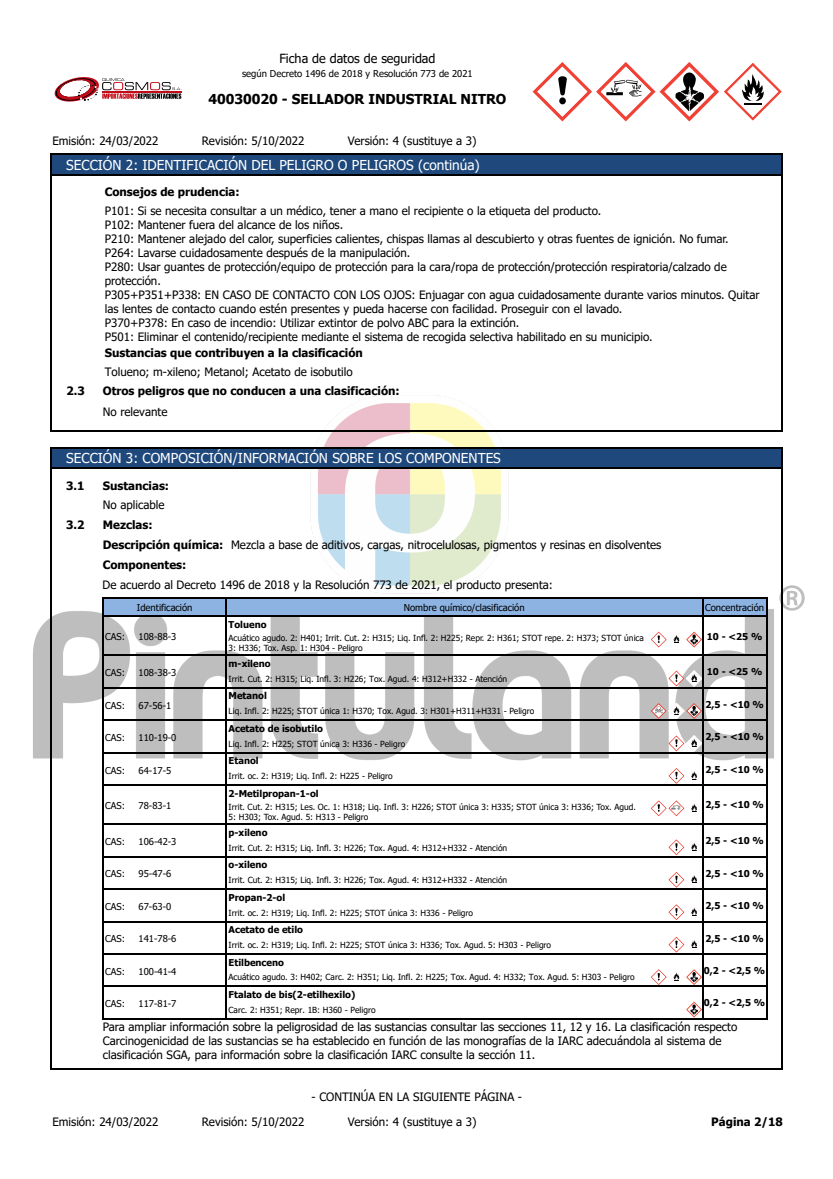 Ficha de datos de seguridad
según Decreto 1496 de 2018 y Resolución 773 de 2021
QUIMICA
COSMOS S.A.
IMPORTACIONES REPRESENTACIONES
40030020 - SELLADOR INDUSTRIAL NITRO
Emisión: 24/03/2022 Revisión: 5/10/2022 Versión: 4 (sustituye a 3)
SECCIÓN 2: IDENTIFICACIÓN DEL PELIGRO O PELIGROS (continúa)
Consejos de prudencia:
P101: Si se necesita consultar a un médico, tener a mano el recipiente o la etiqueta del producto.
P102: Mantener fuera del alcance de los niños.
P210: Mantener alejado del calor, superficies calientes, chispas llamas al descubierto y otras fuentes de ignición. No fumar.
P264: Lavarse cuidadosamente después de la manipulación.
P280: Usar guantes de protección/equipo de protección para la cara/ropa de protección/protección respiratoria/calzado de
protección.
P305+P351+P338: EN CASO DE CONTACTO CON LOS OJOS: Enjuagar con agua cuidadosamente durante varios minutos. Quitar
las lentes de contacto cuando estén presentes y pueda hacerse con facilidad. Proseguir con el lavado.
P370+P378: En caso de incendio: Utilizar extintor de polvo ABC para la extinción.
P501: Eliminar el contenido/recipiente mediante el sistema de recogida selectiva habilitado en su municipio.
Sustancias que contribuyen a la clasificación
Tolueno; m-xileno; Metanol; Acetato de isobutilo
2.3 Otros peligros que no conducen a una clasificación:
No relevante
SECCIÓN 3: COMPOSICIÓN/INFORMACIÓN SOBRE LOS COMPONENTES
3.1 Sustancias:
No aplicable
3.2 Mezclas:
Descripción química: Mezcla a base de aditivos, cargas, nitrocelulosas, pigmentos y resinas en disolventes
Componentes:
De acuerdo al Decreto 1496 de 2018 y la Resolución 773 de 2021, el producto presenta:
Pintuland®
Identificación Nombre químico/clasificación Concentración
Tolueno
CAS: 108-88-3 Acuático agudo. 2: H401; Irrit. Cut. 2: H315; Liq. Infl. 2: H225; Repr. 2: H361; STOT repe. 2: H373; STOT única 10 - <25 %
3: H336; Tox. Asp. 1: H304 - Peligro
m-xileno
CAS: 108-38-3 Irrit. Cut. 2: H315; Liq. Infl. 3: H226; Tox. Agud. 4: H312+H332 - Atención 10 - <25 %
Metanol
CAS: 67-56-1 Liq. Infl. 2: H225; STOT única 1: H370; Tox. Agud. 3: H301+H311+H331 - Peligro 2,5 - <10 %
Acetato de isobutilo
CAS: 110-19-0 Liq. Infl. 2: H225; STOT única 3: H336 - Peligro 2,5 - <10 %
Etanol
CAS: 64-17-5 Irrit. oc. 2: H319; Liq. Infl. 2: H225 - Peligro 2,5 - <10 %
2-Metilpropan-1-ol
CAS: 78-83-1 Irrit. Cut. 2: H315; Les. Oc. 1: H318; Liq. Infl. 3: H226; STOT única 3: H335; STOT única 3: H336; Tox. Agud. 2,5 - <10 %
5: H303; Tox. Agud. 5: H313 - Peligro
p-xileno
CAS: 106-42-3 Irrit. Cut. 2: H315; Liq. Infl. 3: H226; Tox. Agud. 4: H312+H332 - Atención 2,5 - <10 %
o-xileno
CAS: 95-47-6 Irrit. Cut. 2: H315; Liq. Infl. 3: H226; Tox. Agud. 4: H312+H332 - Atención 2,5 - <10 %
Propan-2-ol
CAS: 67-63-0 Irrit. oc. 2: H319; Liq. Infl. 2: H225; STOT única 3: H336 - Peligro 2,5 - <10 %
Acetato de etilo
CAS: 141-78-6 Irrit. oc. 2: H319; Liq. Infl. 2: H225; STOT única 3: H336; Tox. Agud. 5: H303 - Peligro 2,5 - <10 %
Etilbenceno
CAS: 100-41-4 Acuático agudo. 3: H402; Carc. 2: H351; Liq. Infl. 2: H225; Tox. Agud. 4: H332; Tox. Agud. 5: H303 - Peligro 0,2 - <2,5 %
Ftalato de bis(2-etilhexilo)
CAS: 117-81-7 Carc. 2: H351; Repr. 1B: H360 - Peligro 0,2 - <2,5 %
Para ampliar información sobre la peligrosidad de las sustancias consultar las secciones 11, 12 y 16. La clasificación respecto
Carcinogenicidad de las sustancias se ha establecido en función de las monografías de la IARC adecuándola al sistema de
clasificación SGA, para información sobre la clasificación IARC consulte la sección 11.
- CONTINÚA EN LA SIGUIENTE PÁGINA -
Emisión: 24/03/2022 Revisión: 5/10/2022 Versión: 4 (sustituye a 3) Página 2/18